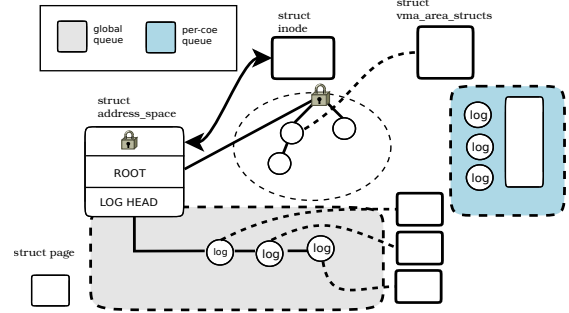 global
queue
per-coe
queue
struct
inode
struct
vma_area_structs
struct
address_space
ROOT
LOG HEAD
log
log
log
log
log
log
struct page